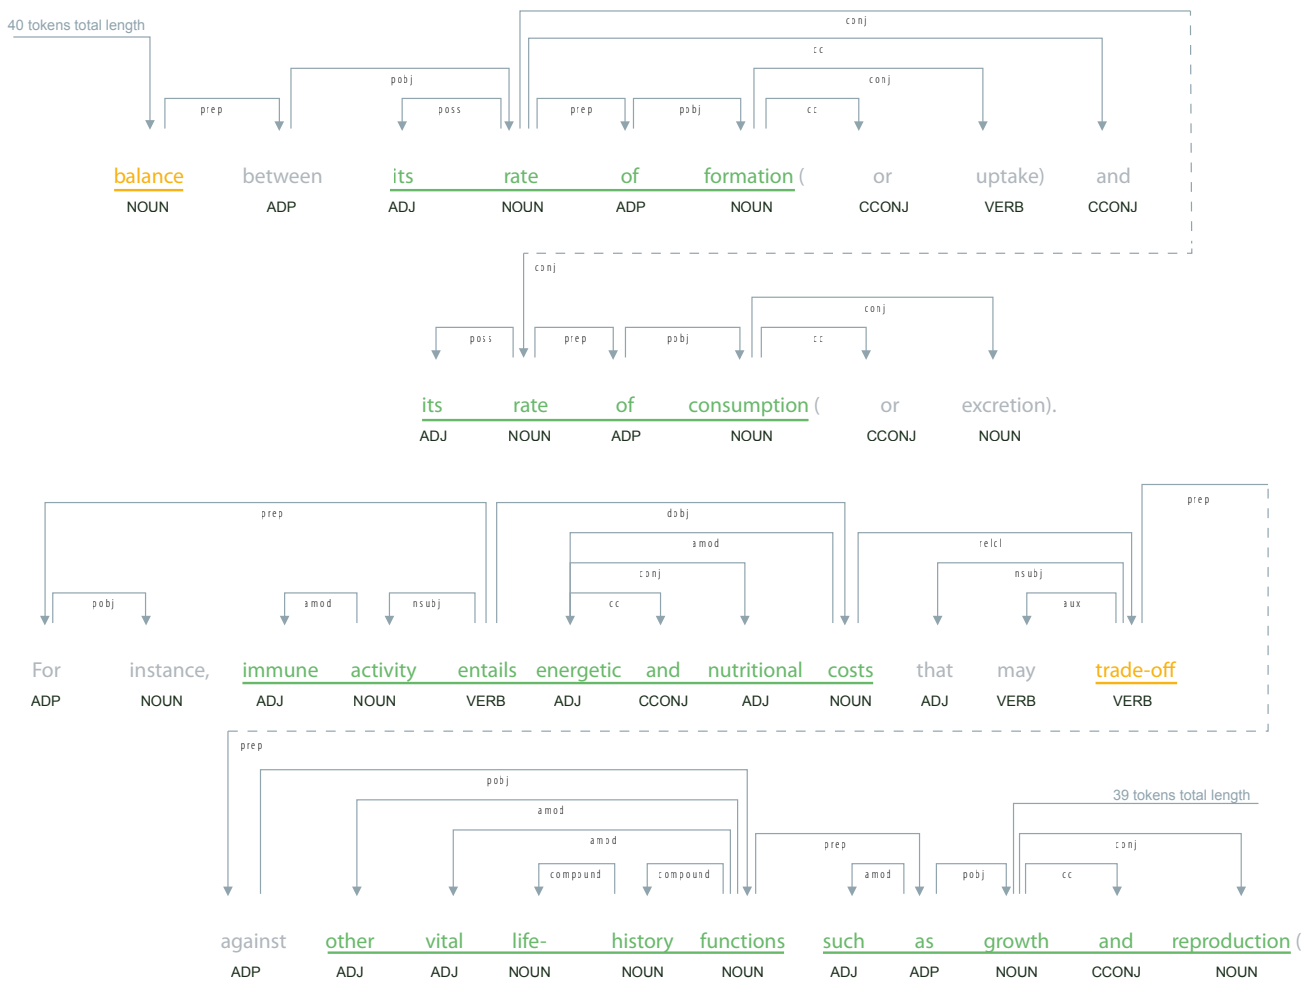 40 tokens total length
conj
cc
pobj conj
prep poss prep pobj cc
balance between its rate of formation ( or uptake) and
NOUN ADP ADJ NOUN ADP NOUN CCONJ VERB CCONJ
conj
conj
poss prep pobj cc
its rate of consumption ( or excretion).
ADJ NOUN ADP NOUN CCONJ NOUN
prep
prep dobj
amod relcl
conj nsubj
pobj amod nsubj cc aux
For instance, immune activity entails energetic and nutritional costs that may trade-off
ADP NOUN ADJ NOUN VERB ADJ CCONJ ADJ NOUN ADJ VERB VERB
prep
pobj
39 tokens total length
amod
amod prep conj
compound compound amod pobj cc
against other vital life- history functions such as growth and reproduction (
ADP ADJ ADJ NOUN NOUN NOUN ADJ ADP NOUN CCONJ NOUN